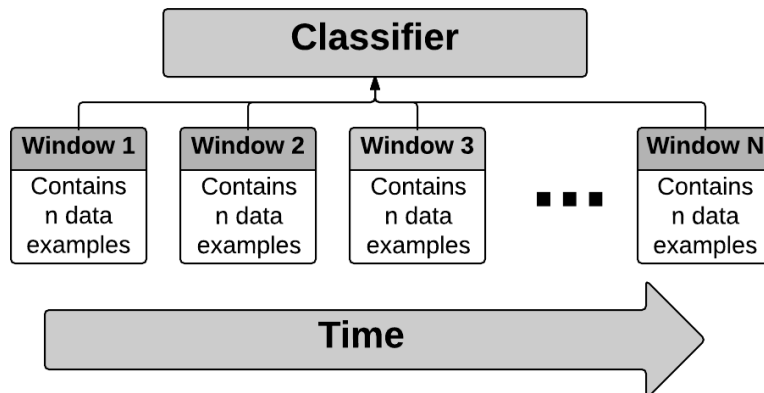 Classifier
Window 1
Window 2
Window 3
Window N
Contains
n data
examples
Contains
n data
examples
Contains
n data
examples
Contains
n data
examples
Time